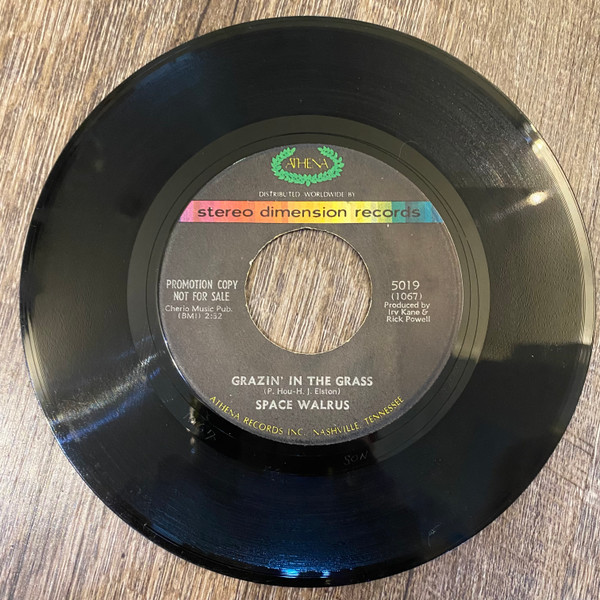 ATHENA
DISTRIBUTED WORLDWIDE BY
stereo dimension records
PROMOTION COPY
NOT FOR SALE
Cherio Music Pub.
(BMI) 2:52
5019
(1067)
Produced by
Irv Kane &
Rick Powell
GRAZIN' IN THE GRASS
(P. Hou-H. J. Elston)
SPACE WALRUS
ATHENA RECORDS INC. NASHVILLE, TENNESSEE